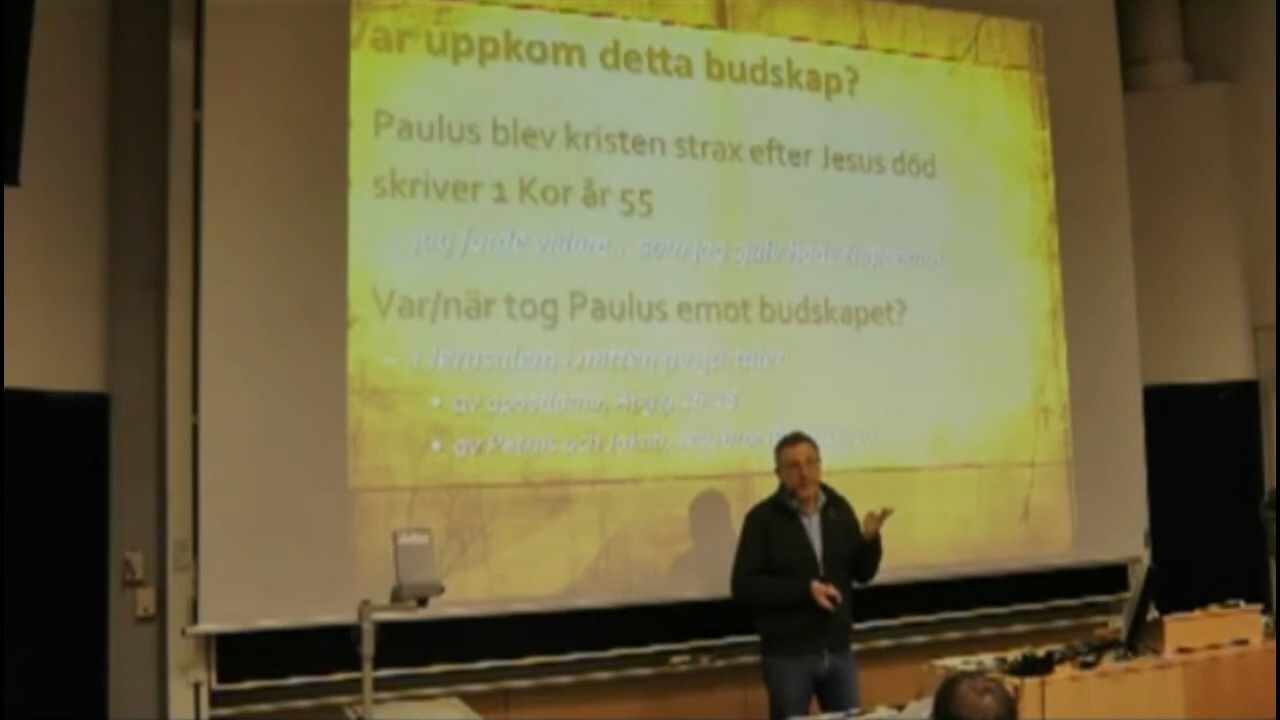 Var uppkom detta budskap?
Paulus blev kristen strax efter Jesus död
skriver 1 Kor år 55
jag förde vidare... som jag själv hade
Var/när tog Paulus emot budskapet?
– i Jerusalem i mitten av 30-talet
• av apostlarna, Apg 9:26-28
• av Petrus och Jakob,